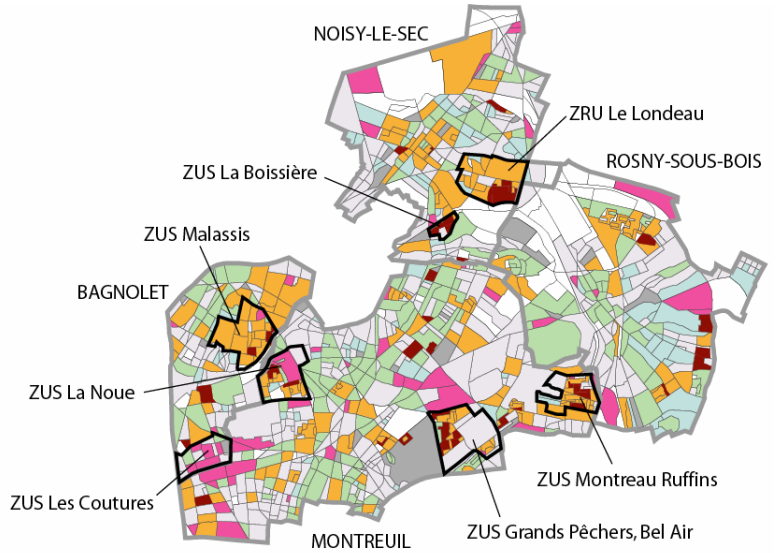 NOISY-LE-SEC
ZRU Le Londeau
ROSNY-SOUS-BOIS
ZUS La Boissière
ZUS Malassis
BAGNOLET
ZUS La Noue
ZUS Les Coutures
ZUS Montreau Ruffins
ZUS Grands Pêchers, Bel Air
MONTREUIL